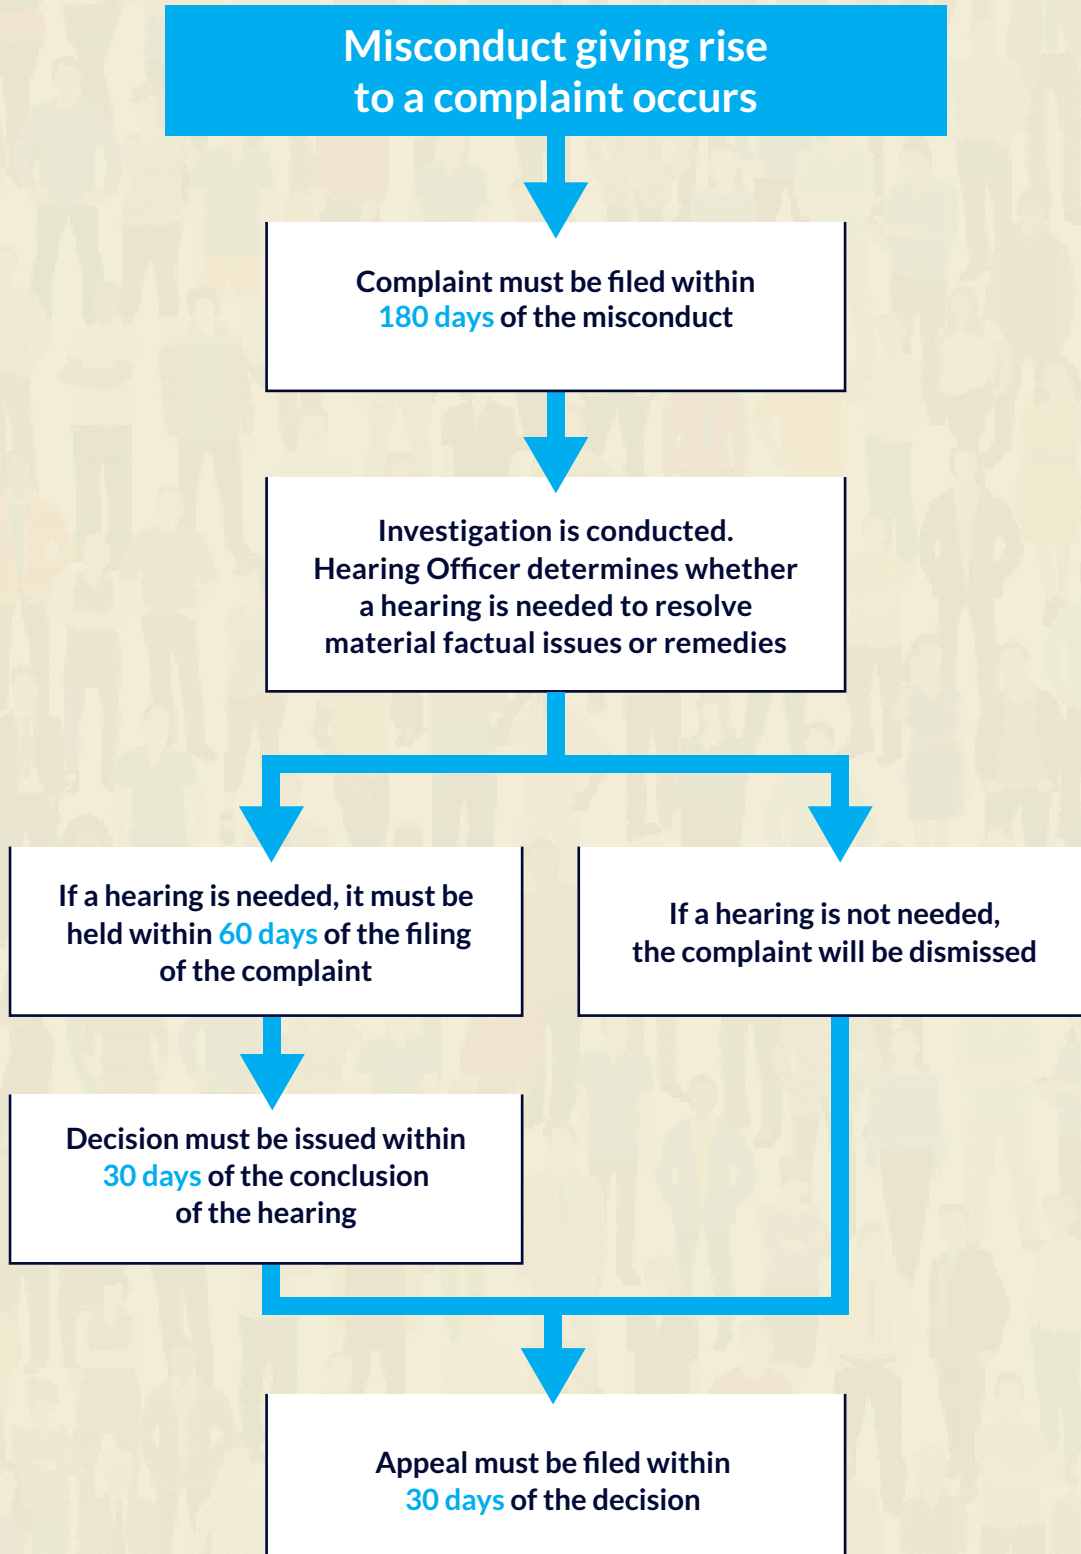 Misconduct giving rise
to a complaint occurs
Complaint must be filed within
180 days of the misconduct
Investigation is conducted.
Hearing Officer determines whether
a hearing is needed to resolve
material factual issues or remedies
If a hearing is needed, it must be
held within 60 days of the filing
of the complaint
If a hearing is not needed,
the complaint will be dismissed
Decision must be issued within
30 days of the conclusion
of the hearing
Appeal must be filed within
30 days of the decision